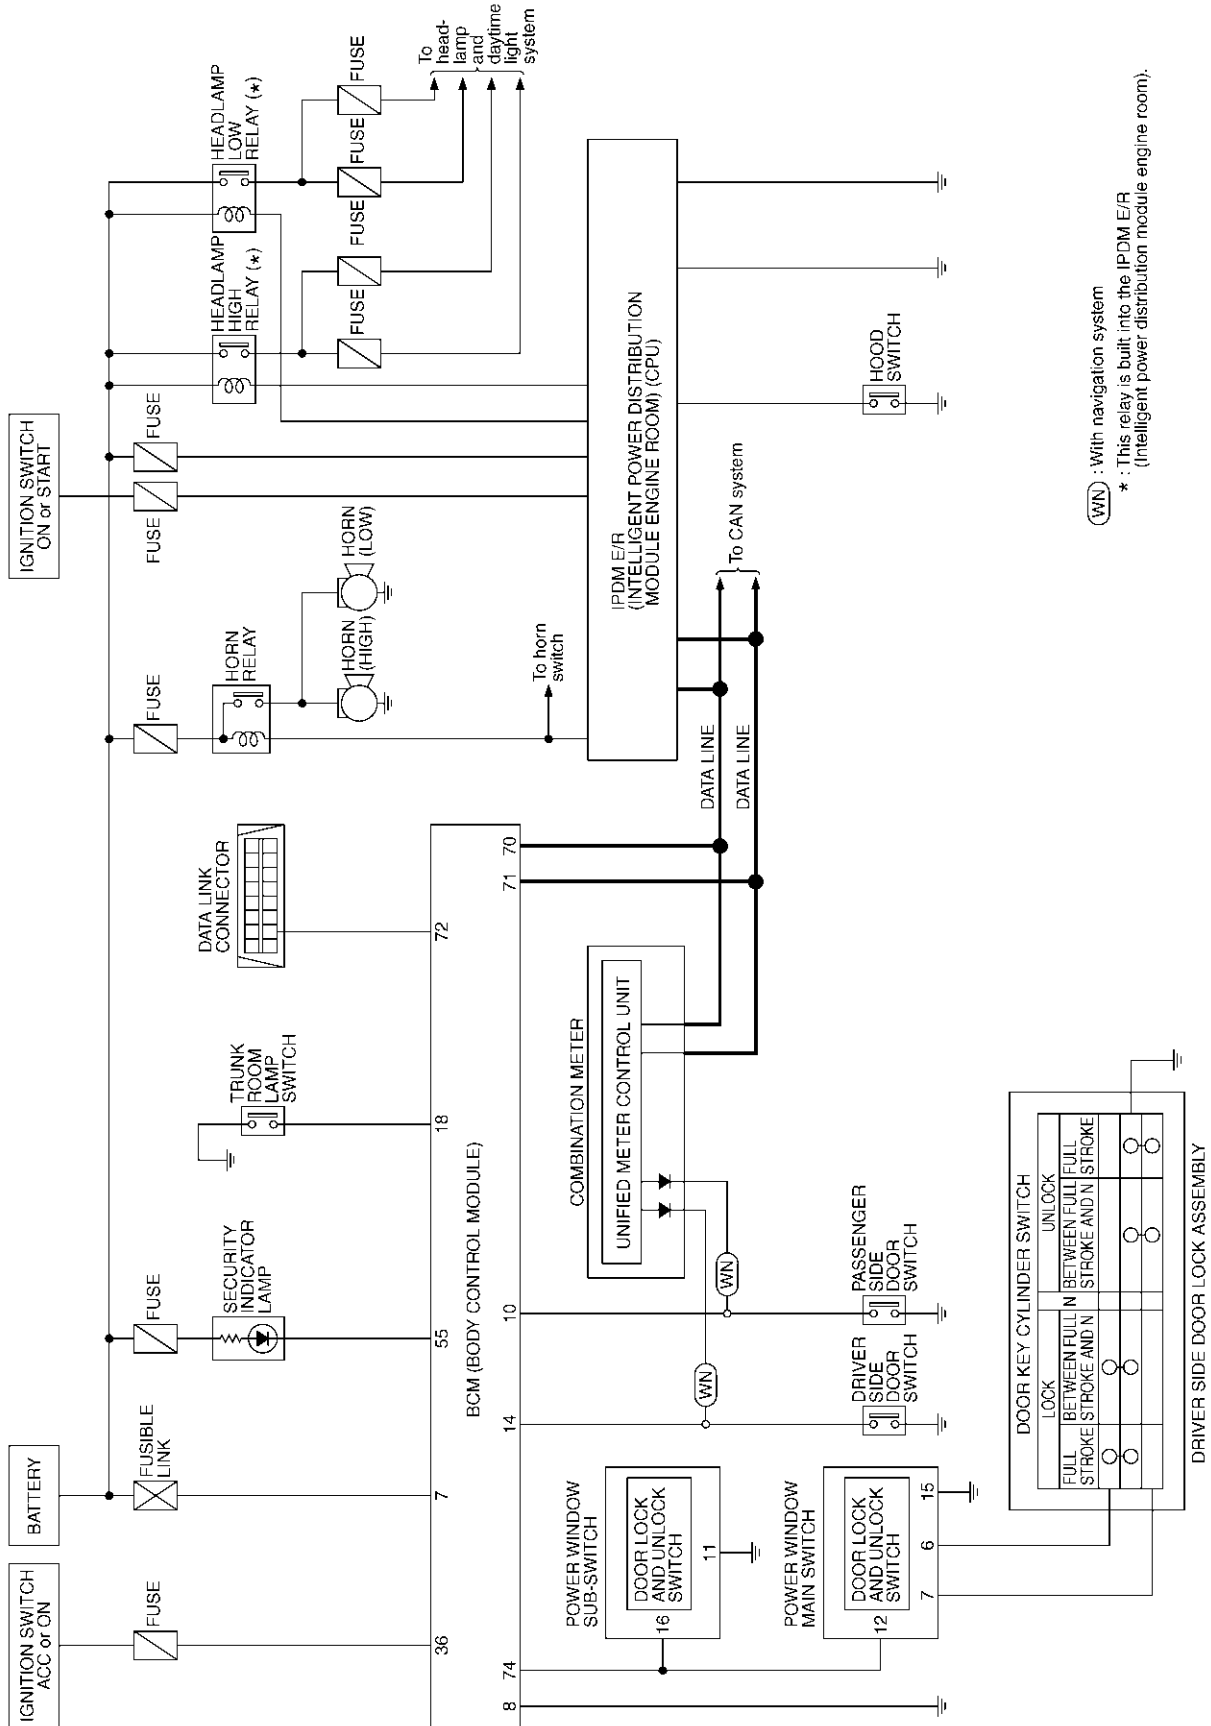 IGNITION SWITCH
ACC or ON
BATTERY
IGNITION SWITCH
ON or START
FUSE
FUSIBLE
LINK
FUSE
FUSE
FUSE
FUSE
SECURITY
INDICATOR
LAMP
TRUNK
ROOM
LAMP
SWITCH
DATA LINK
CONNECTOR
HORN
RELAY
HEADLAMP
HIGH
RELAY (*)
HEADLAMP
LOW
RELAY (*)
HORN
(HIGH)
HORN
(LOW)
FUSE
FUSE
FUSE
FUSE
To
head-
lamp
and
daytime
light
system
36
7
55
18
72
BCM (BODY CONTROL MODULE)
8
74
14
10
71
70
To horn
switch
IPDM E/R
(INTELLIGENT POWER DISTRIBUTION
MODULE ENGINE ROOM) (CPU)
POWER WINDOW
SUB-SWITCH
DOOR LOCK
AND UNLOCK
SWITCH
16
11
COMBINATION METER
UNIFIED METER CONTROL UNIT
WN
WN
DATA LINE
DATA LINE
To CAN system
POWER WINDOW
MAIN SWITCH
DOOR LOCK
AND UNLOCK
SWITCH
12
7
6
15
DRIVER
SIDE
DOOR
SWITCH
PASSENGER
SIDE
DOOR
SWITCH
HOOD
SWITCH
DOOR KEY CYLINDER SWITCH
LOCK
N
UNLOCK
FULL
STROKE
BETWEEN FULL
STROKE AND N
BETWEEN FULL
STROKE AND N
FULL
STROKE
DRIVER SIDE DOOR LOCK ASSEMBLY
WN : With navigation system
* : This relay is built into the IPDM E/R
(Intelligent power distribution module engine room).